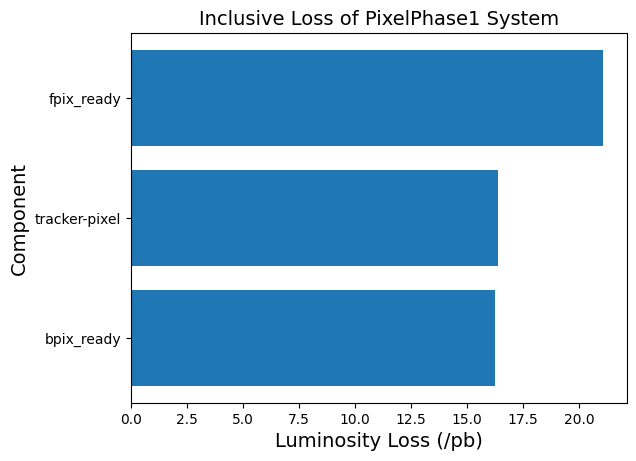 Inclusive Loss of PixelPhase1 System
Component
fpix_ready
tracker-pixel
bpix_ready
0.0 2.5 5.0 7.5 10.0 12.5 15.0 17.5 20.0
Luminosity Loss (/pb)